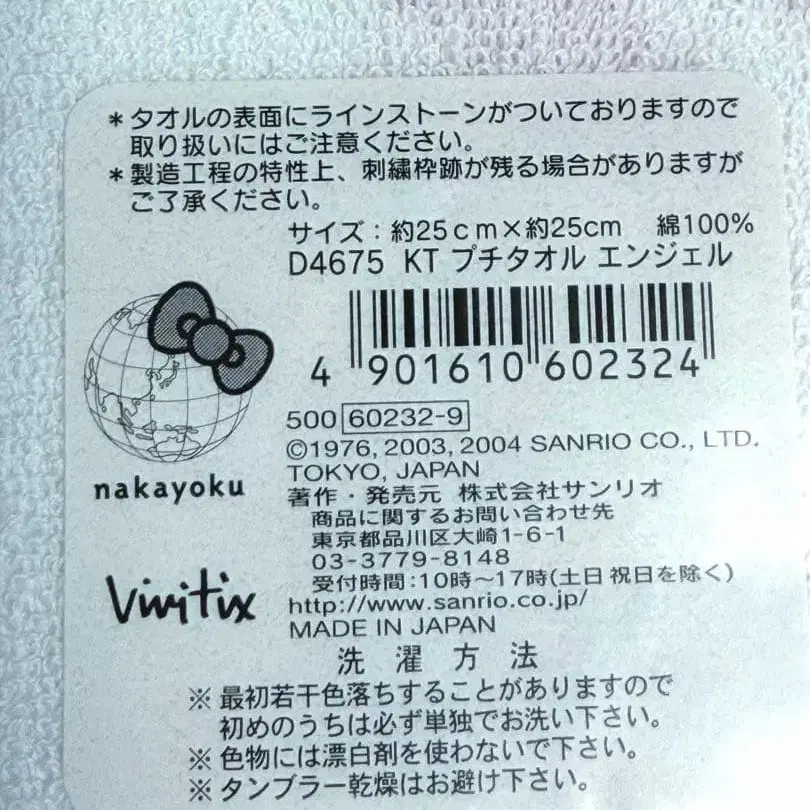 *タオルの表面にラインストーンがついておりますので
取り扱いにはご注意ください。
*製造工程の特性上、刺繍枠跡が残る場合がありますが
ご了承ください。
サイズ：約25cm×約25cm 綿100%
D4675 KT プチタオル エンジェル
4 901610 602324
500 60232-9
©1976, 2003, 2004 SANRIO CO., LTD.
TOKYO, JAPAN
nakayoku
著作・発売元 株式会社サンリオ
商品に関するお問い合わせ先
東京都品川区大崎1-6-1
03-3779-8148
受付時間:10時〜17時(土日 祝日を除く)
Vivitix
http://www.sanrio.co.jp/
MADE IN JAPAN
洗濯方法
※ 最初若干色落ちすることがありますので
初めのうちは必ず単独でお洗い下さい。
※ 色物には漂白剤を使わないで下さい。
※ タンブラー乾燥はお避け下さい。